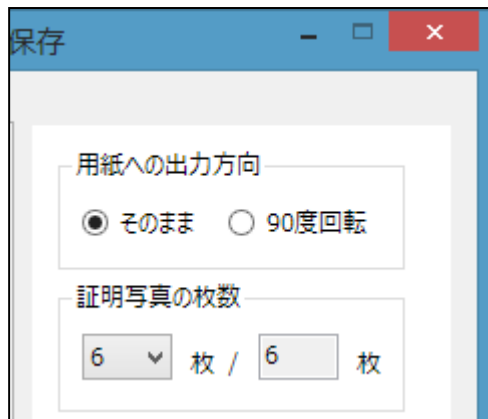 保存
用紙への出力方向
そのまま 90度回転
証明写真の枚数
6 枚 / 6 枚